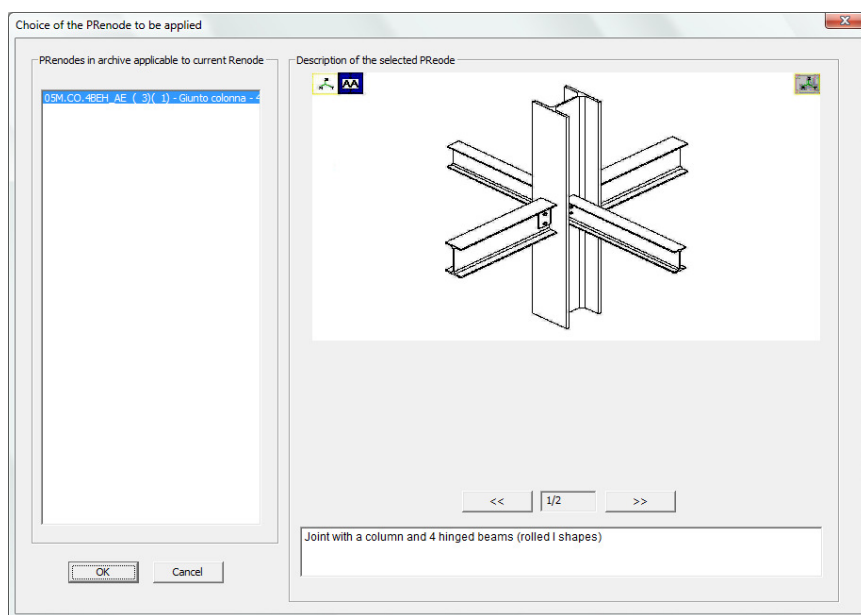 Choice of the PRenode to be applied
PRenodes in archive applicable to current Renode
05M.CO.4BEH_AE ( 3)( 1) - Giunto colonna - 4
OK
Cancel
Description of the selected PReode
AA
<<
1/2
>>
Joint with a column and 4 hinged beams (rolled I shapes)